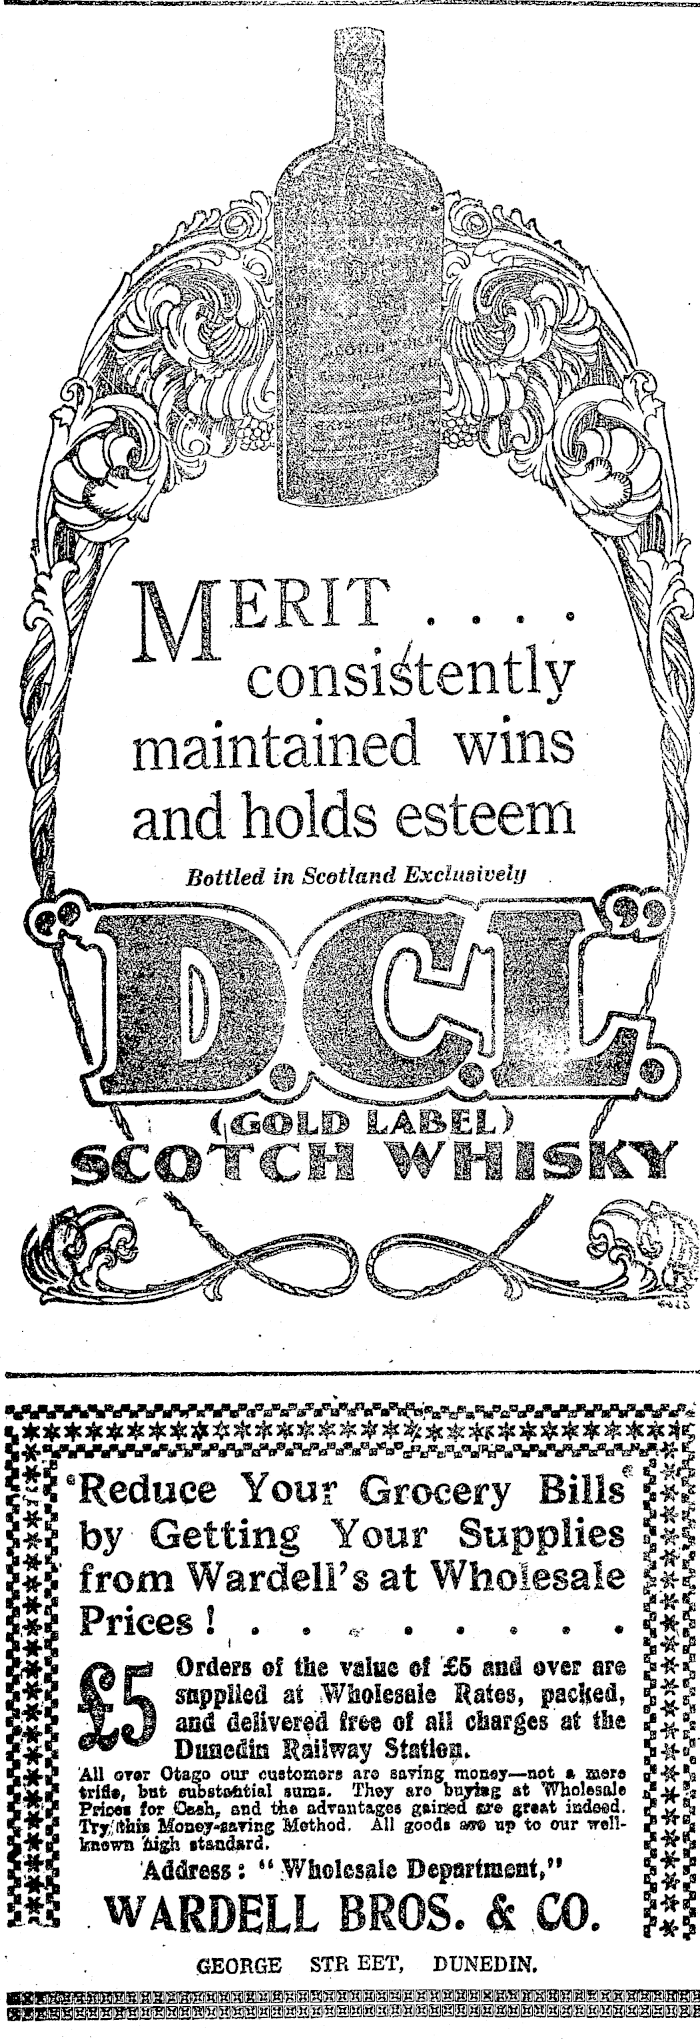 MERIT . . . .
consistently
maintained wins
and holds esteem
Bottled in Scotland Exclusively
"D.C.L."
(GOLD LABEL)
SCOTCH WHISKY
Reduce Your Grocery Bills
by Getting Your Supplies
from Wardell's at Wholesale
Prices ! . . . . . . . .
£5
Orders of the value of £5 and over are
supplied at Wholesale Rates, packed,
and delivered free of all charges at the
Dunedin Railway Station.
All over Otago our customers are saving money—not a mere
trifle, but substantial sums. They are buying at Wholesale
Prices for Cash, and the advantages gained are great indeed.
Try this Money-saving Method. All goods are up to our well-
known high standard.
Address: "Wholesale Department,"
WARDELL BROS. & CO.
GEORGE STREET, DUNEDIN.